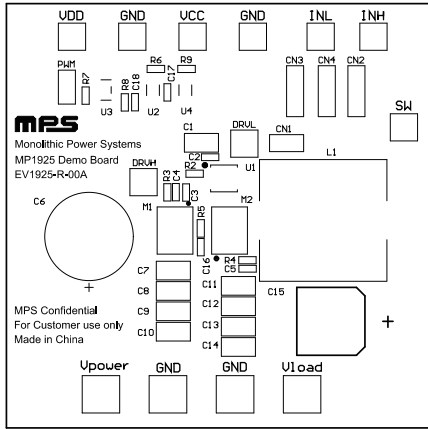 VDD GND VCC GND INL INH
PWM R7 R8 C18 R6 R9 C17 U3 U2 U4 CN3 CN4 CN2
SW
mps
Monolithic Power Systems
MP1925 Demo Board
EV1925-R-00A
C1 DRVL CN1
C2 L1
DRVH R2 U1
R3 C4 C3
C6 M1 R5 M2
C16 R4
C7 C5
C8 C11 C15
C9 C12
C10 C13
C14
MPS Confidential
For Customer use only
Made in China
+
+
Vpower GND GND Vload